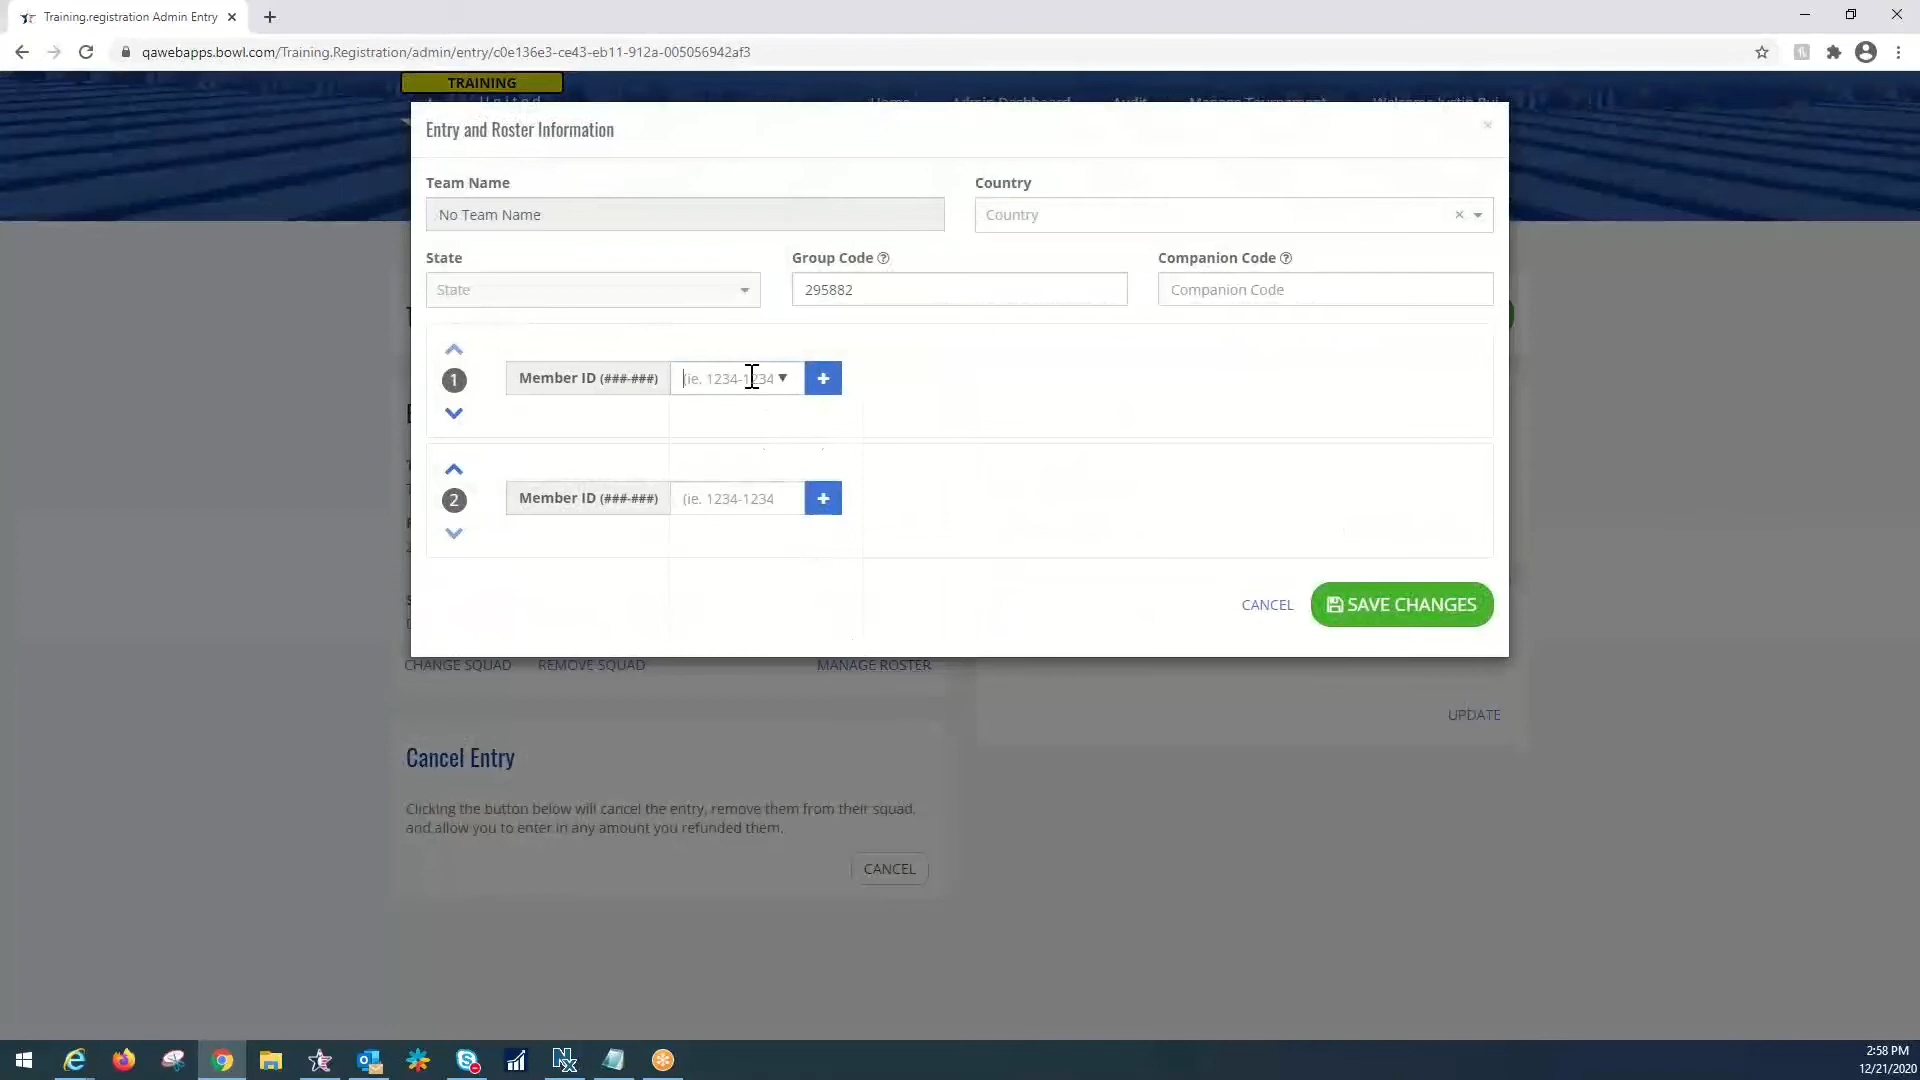 Training.registration Admin Entry
qawebapps.bowl.com/Training.Registration/admin/entry/c0e136e3-ce43-eb11-912a-005056942af3
TRAINING
Entry and Roster Information
Team Name
Country
No Team Name
Country
State
Group Code
Companion Code
State
295882
Companion Code
1
Member ID (###-###)
(ie. 1234-1234
2
Member ID (###-###)
(ie. 1234-1234
CANCEL
SAVE CHANGES
CHANGE SQUAD
REMOVE SQUAD
MANAGE ROSTER
UPDATE
Cancel Entry
Clicking the button below will cancel the entry, remove them from their squad,
and allow you to enter in any amount you refunded them.
CANCEL
2:58 PM
12/21/2020